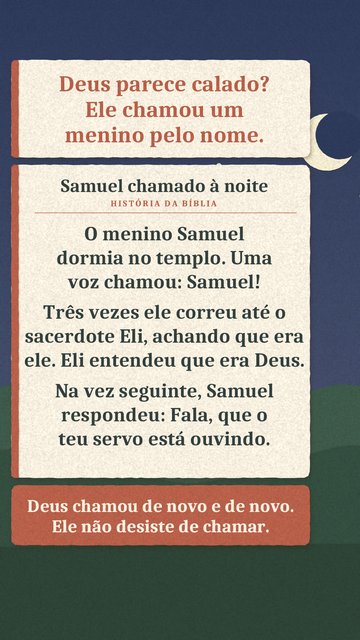 Deus parece calado?
Ele chamou um
menino pelo nome.
Samuel chamado à noite
HISTÓRIA DA BÍBLIA
O menino Samuel
dormia no templo. Uma
voz chamou: Samuel!
Três vezes ele correu até o
sacerdote Eli, achando que era
ele. Eli entendeu que era Deus.
Na vez seguinte, Samuel
respondeu: Fala, que o
teu servo está ouvindo.
Deus chamou de novo e de novo.
Ele não desiste de chamar.